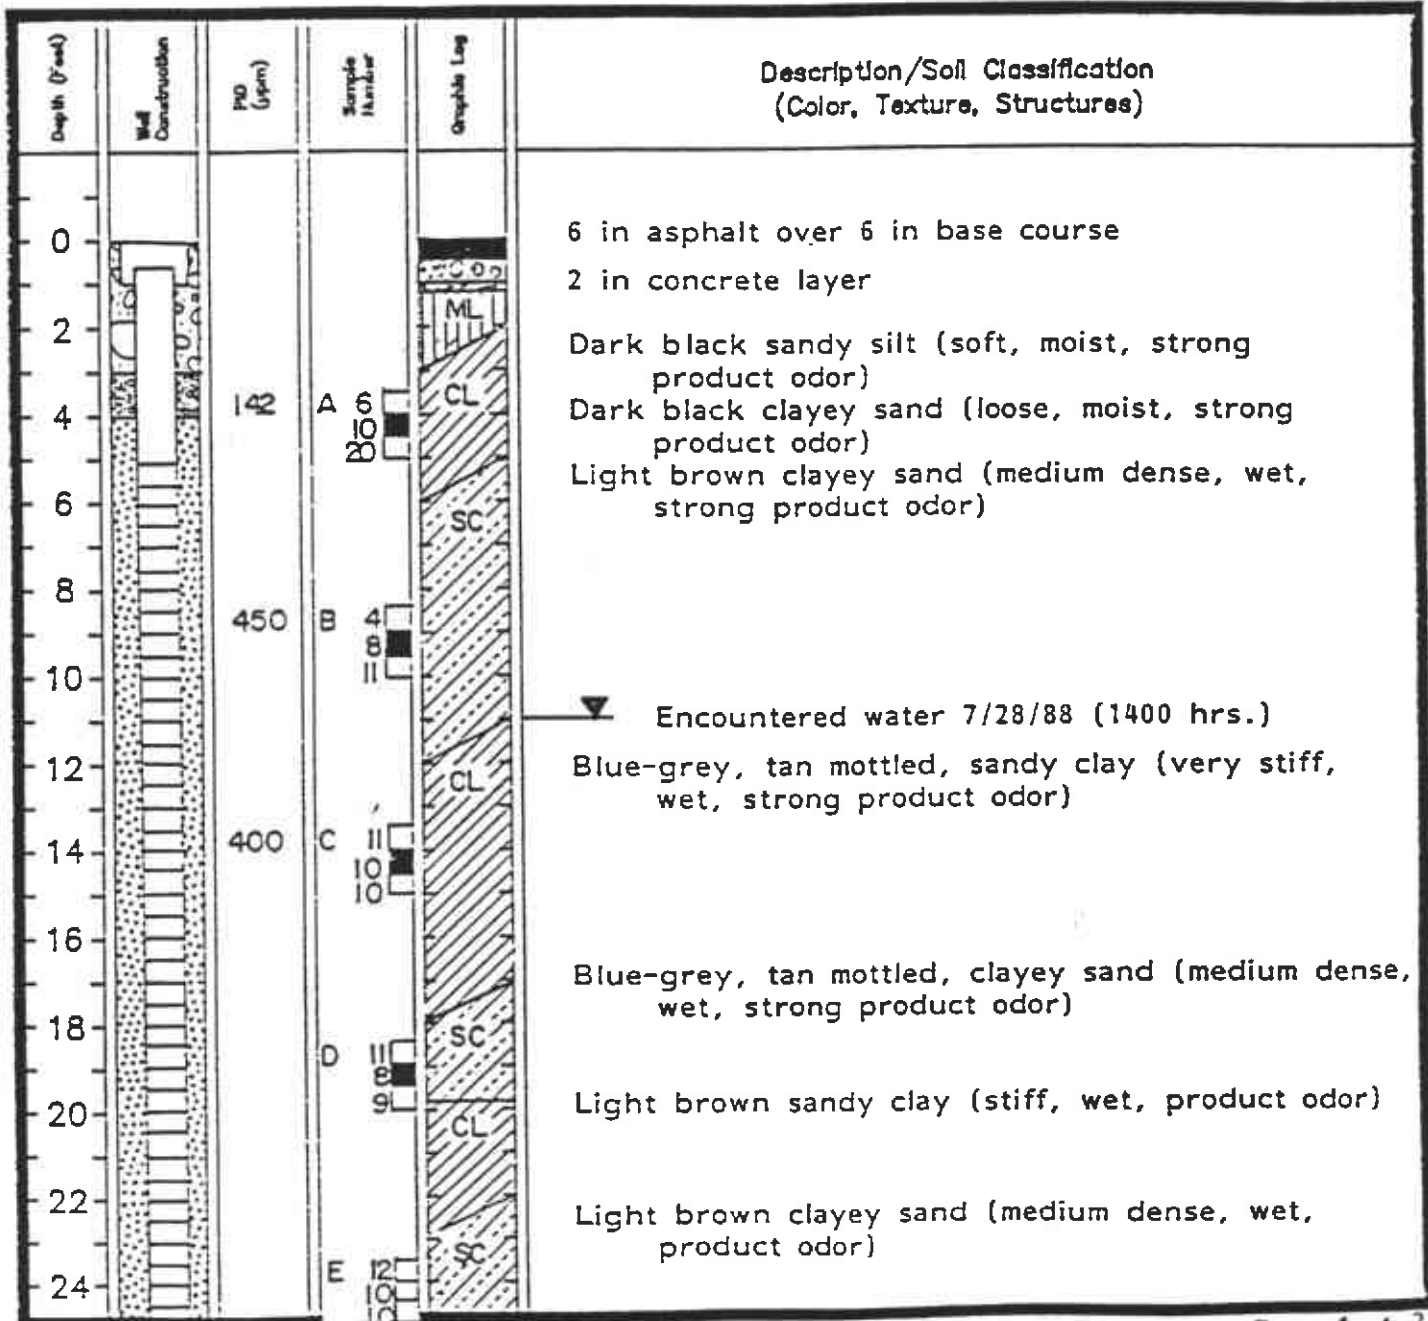 Depth (Feet)
Well Construction
PID (ppm)
Sample Number
Graphic Log
Description/Soil Classification
(Color, Texture, Structures)
0
2
4
6
8
10
12
14
16
18
20
22
24
142
450
400
A 6
10
20
B 4
8
11
C 11
10
10
D 11
8
9
E 12
10
ML
CL
SC
CL
SC
CL
SC
6 in asphalt over 6 in base course
2 in concrete layer
Dark black sandy silt (soft, moist, strong
product odor)
Dark black clayey sand (loose, moist, strong
product odor)
Light brown clayey sand (medium dense, wet,
strong product odor)
Encountered water 7/28/88 (1400 hrs.)
Blue-grey, tan mottled, sandy clay (very stiff,
wet, strong product odor)
Blue-grey, tan mottled, clayey sand (medium dense,
wet, strong product odor)
Light brown sandy clay (stiff, wet, product odor)
Light brown clayey sand (medium dense, wet,
product odor)